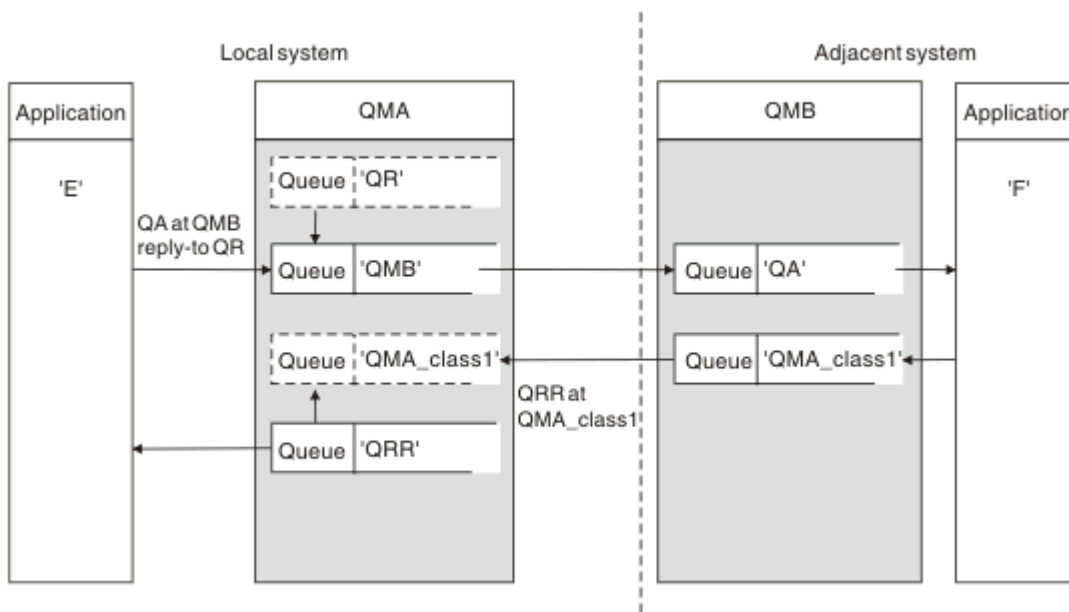 Local system
Adjacent system
Application
QMA
QMB
Application
'E'
Queue 'QR'
'F'
QA at QMB
reply-to QR
Queue 'QMB'
Queue 'QA'
Queue 'QMA_class1'
Queue 'QMA_class1'
QRR at
QMA_class1
Queue 'QRR'